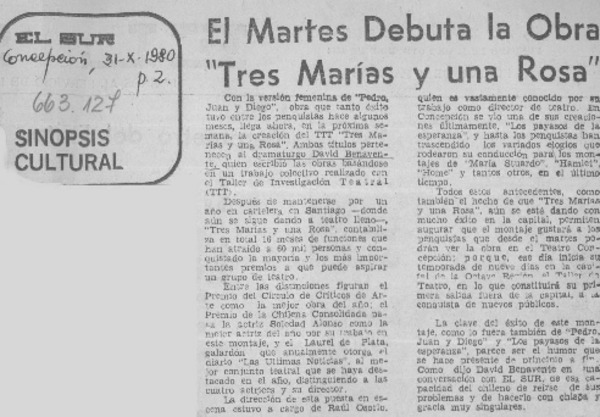 EL SUR
Concepción, 31-X-1980
p. 2.
663.127
SINOPSIS
CULTURAL
El Martes Debuta la Obra
"Tres Marías y una Rosa"
Con la versión femenina de "Pedro,
Juan y Diego", obra que tanto éxito
tuvo entre los penquistas hace algunos
meses, llega ahora, en la próxima se-
mana, la creación del TTT "Tres Ma-
rías y una Rosa". Ambos títulos perte-
necen al dramaturgo David Benaven-
te, quien escribió las obras basándose
en un trabajo colectivo realizado con
el Taller de Investigación Teatral
(TTT).
Después de mantenerse por un
año en cartelera en Santiago —donde
aún se sigue dando a teatro lleno—,
"Tres Marías y una Rosa", contabili-
za en total 16 meses de funciones que
han atraído a 60 mil personas y con-
quistado la mayoría y los más impor-
tantes premios a que puede aspirar
un grupo de teatro.
Entre las distinciones figuran el
Premio del Círculo de Críticos de Ar-
te como la mejor obra del año; el
Premio de la Chilena Consolidada pa-
ra la actriz Soledad Alonso como la
mejor actriz del año por su trabajo en
este montaje, y el Laurel de Plata,
galardón que anualmente otorga el
diario "Las Ultimas Noticias", al me-
jor conjunto teatral que se haya des-
tacado en el año, distinguiendo a las
cuatro actrices y su director.
La dirección de esta puesta en es-
cena estuvo a cargo de Raúl Osorio,
quien es vastamente conocido por su
trabajo como director de teatro. En
Concepción se vio una de sus creacio-
nes últimamente, "Los payasos de la
esperanza", y hasta los penquistas han
trascendido los variados elogios que
rodearon su conducción para los mon-
tajes de "María Stuardo", "Hamlet",
"Home" y tantos otros, en el último
tiempo.
Todos estos antecedentes, como
también el hecho de que "Tres Marías
y una Rosa", aún se está dando con
mucho éxito en la capital, permiten
augurar que el montaje gustará a los
penquistas que desde el martes po-
drán ver la obra en el Teatro Con-
cepción; porque, ese día inicia su
temporada de nueve días en la capi-
tal de la Octava Región el Taller de
Teatro, en lo que constituirá su pri-
mera salida fuera de la capital, a la
conquista de nuevos públicos.
La clave del éxito de este mon-
taje, como lo fuera también de "Pedro,
Juan y Diego" y "Los payasos de la
esperanza", parece ser el humor que
se hace presente de principio a fin.
Como dijo David Benavente en una
conversación con EL SUR, de esa ca-
pacidad del chileno de reírse de sus
problemas y de hacerlo con chispa y
gracia muy singulares.